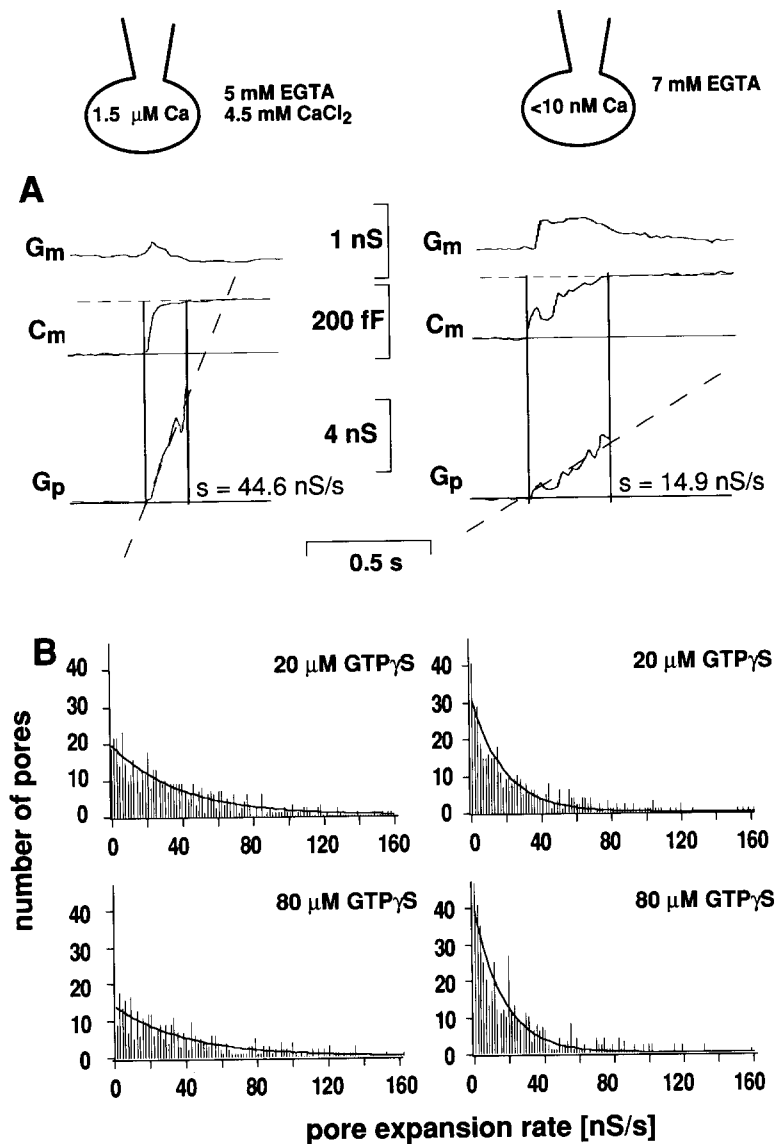 1.5 μM Ca
5 mM EGTA
4.5 mM CaCl2
<10 nM Ca
7 mM EGTA
A
Gm
1 nS
Gm
Cm
200 fF
Cm
4 nS
Gp
s = 44.6 nS/s
Gp
s = 14.9 nS/s
0.5 s
B
20 μM GTPγS
20 μM GTPγS
40
30
20
10
0
40
30
20
10
0
0 40 80 120 160
0 40 80 120 160
number of pores
80 μM GTPγS
80 μM GTPγS
40
30
20
10
0
40
30
20
10
0
0 40 80 120 160
0 40 80 120 160
pore expansion rate [nS/s]